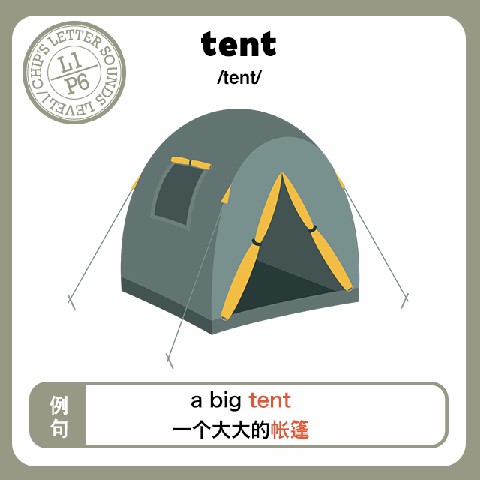 CHIP'S LETTER SOUNDS LEVEL1/
L1
P6
tent
/tent/
例句
a big tent
一个大大的帐篷